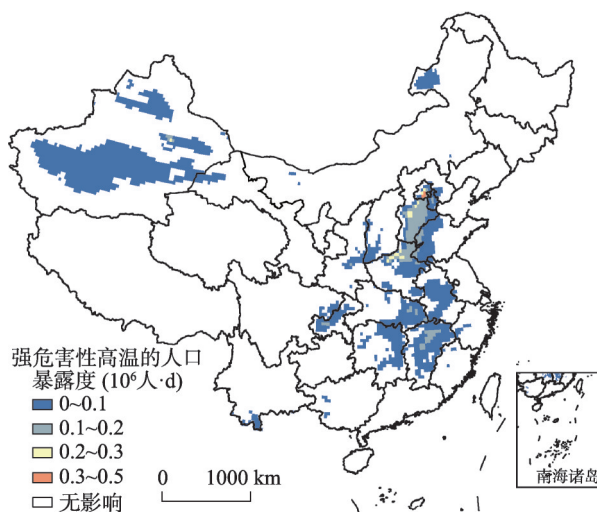 强危害性高温的人口
暴露度 (10⁶人·d)
0~0.1
0.1~0.2
0.2~0.3
0.3~0.5
无影响
0 1000 km
南海诸岛